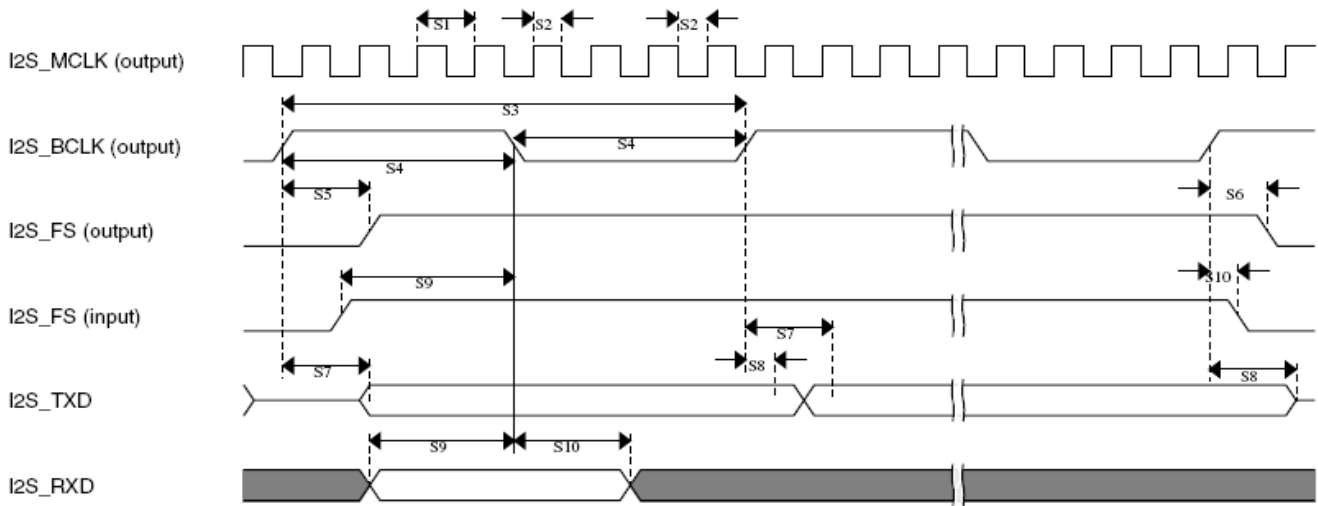 S1 S2 S2
I2S_MCLK (output)
S3
I2S_BCLK (output) S4
S4
S5 S6
I2S_FS (output)
S9 S10
I2S_FS (input)
S7
S7 S8 S8
I2S_TXD
S9 S10
I2S_RXD